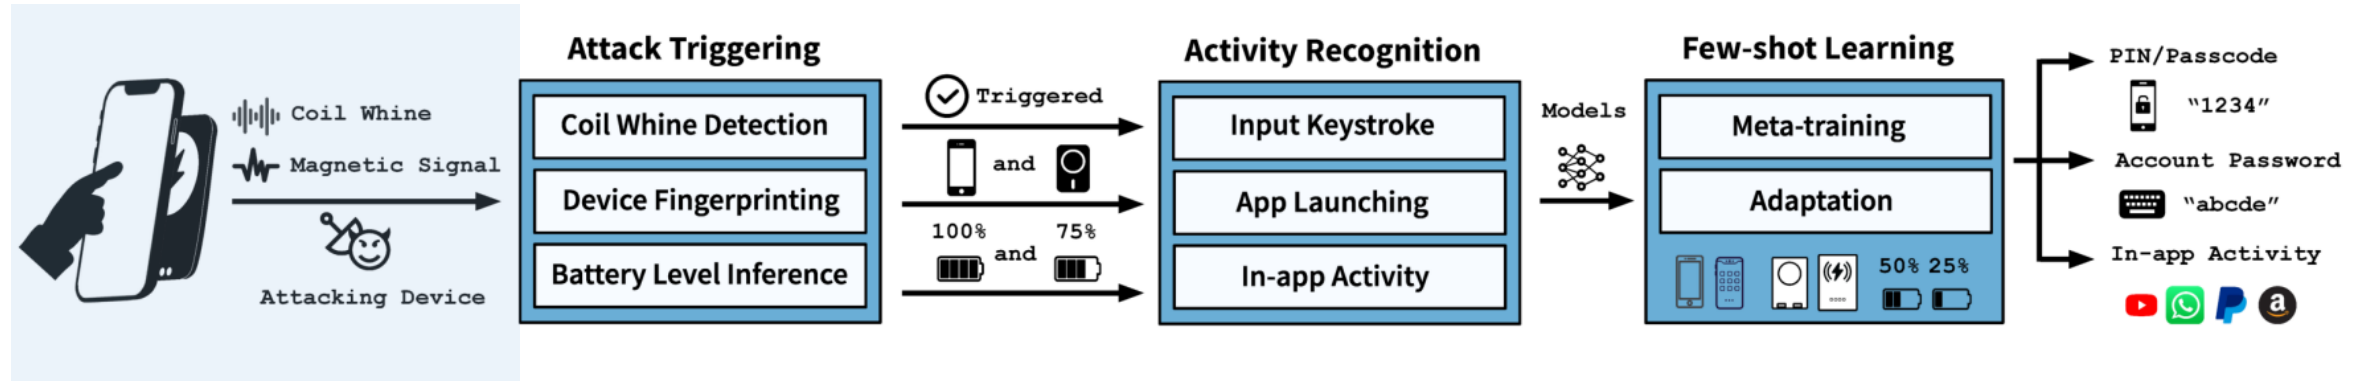 Coil Whine
Magnetic Signal
Attacking Device
Attack Triggering
Coil Whine Detection
Device Fingerprinting
Battery Level Inference
Triggered
and
100% and 75%
Activity Recognition
Input Keystroke
App Launching
In-app Activity
Models
Few-shot Learning
Meta-training
Adaptation
50% 25%
PIN/Passcode
“1234”
Account Password
“abcde”
In-app Activity